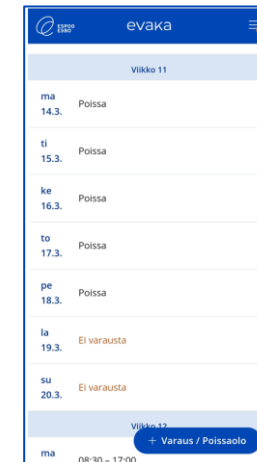 ESPOO
ESBO
evaka
Viikko 11
ma
14.3.
Poissa
ti
15.3.
Poissa
ke
16.3.
Poissa
to
17.3.
Poissa
pe
18.3.
Poissa
la
19.3.
Ei varausta
su
20.3.
Ei varausta
Viikko 12
+ Varaus / Poissaolo
ma
08:30 – 17:00